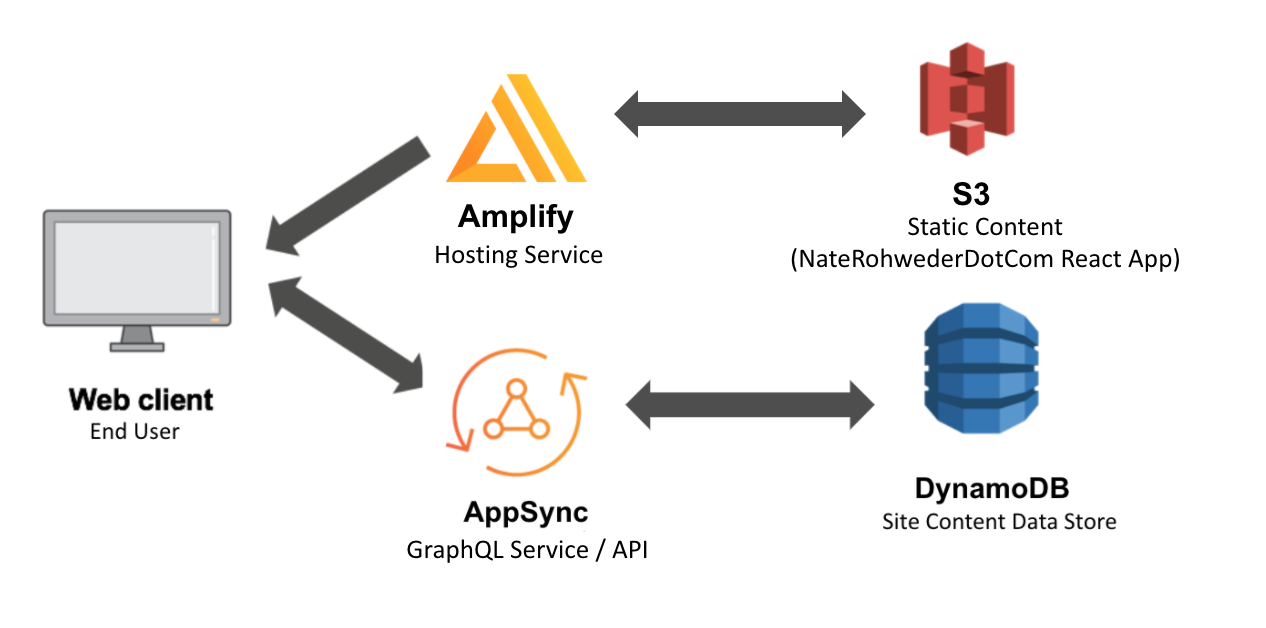 Amplify
Hosting Service
S3
Static Content
(NateRohwederDotCom React App)
Web client
End User
AppSync
GraphQL Service / API
DynamoDB
Site Content Data Store